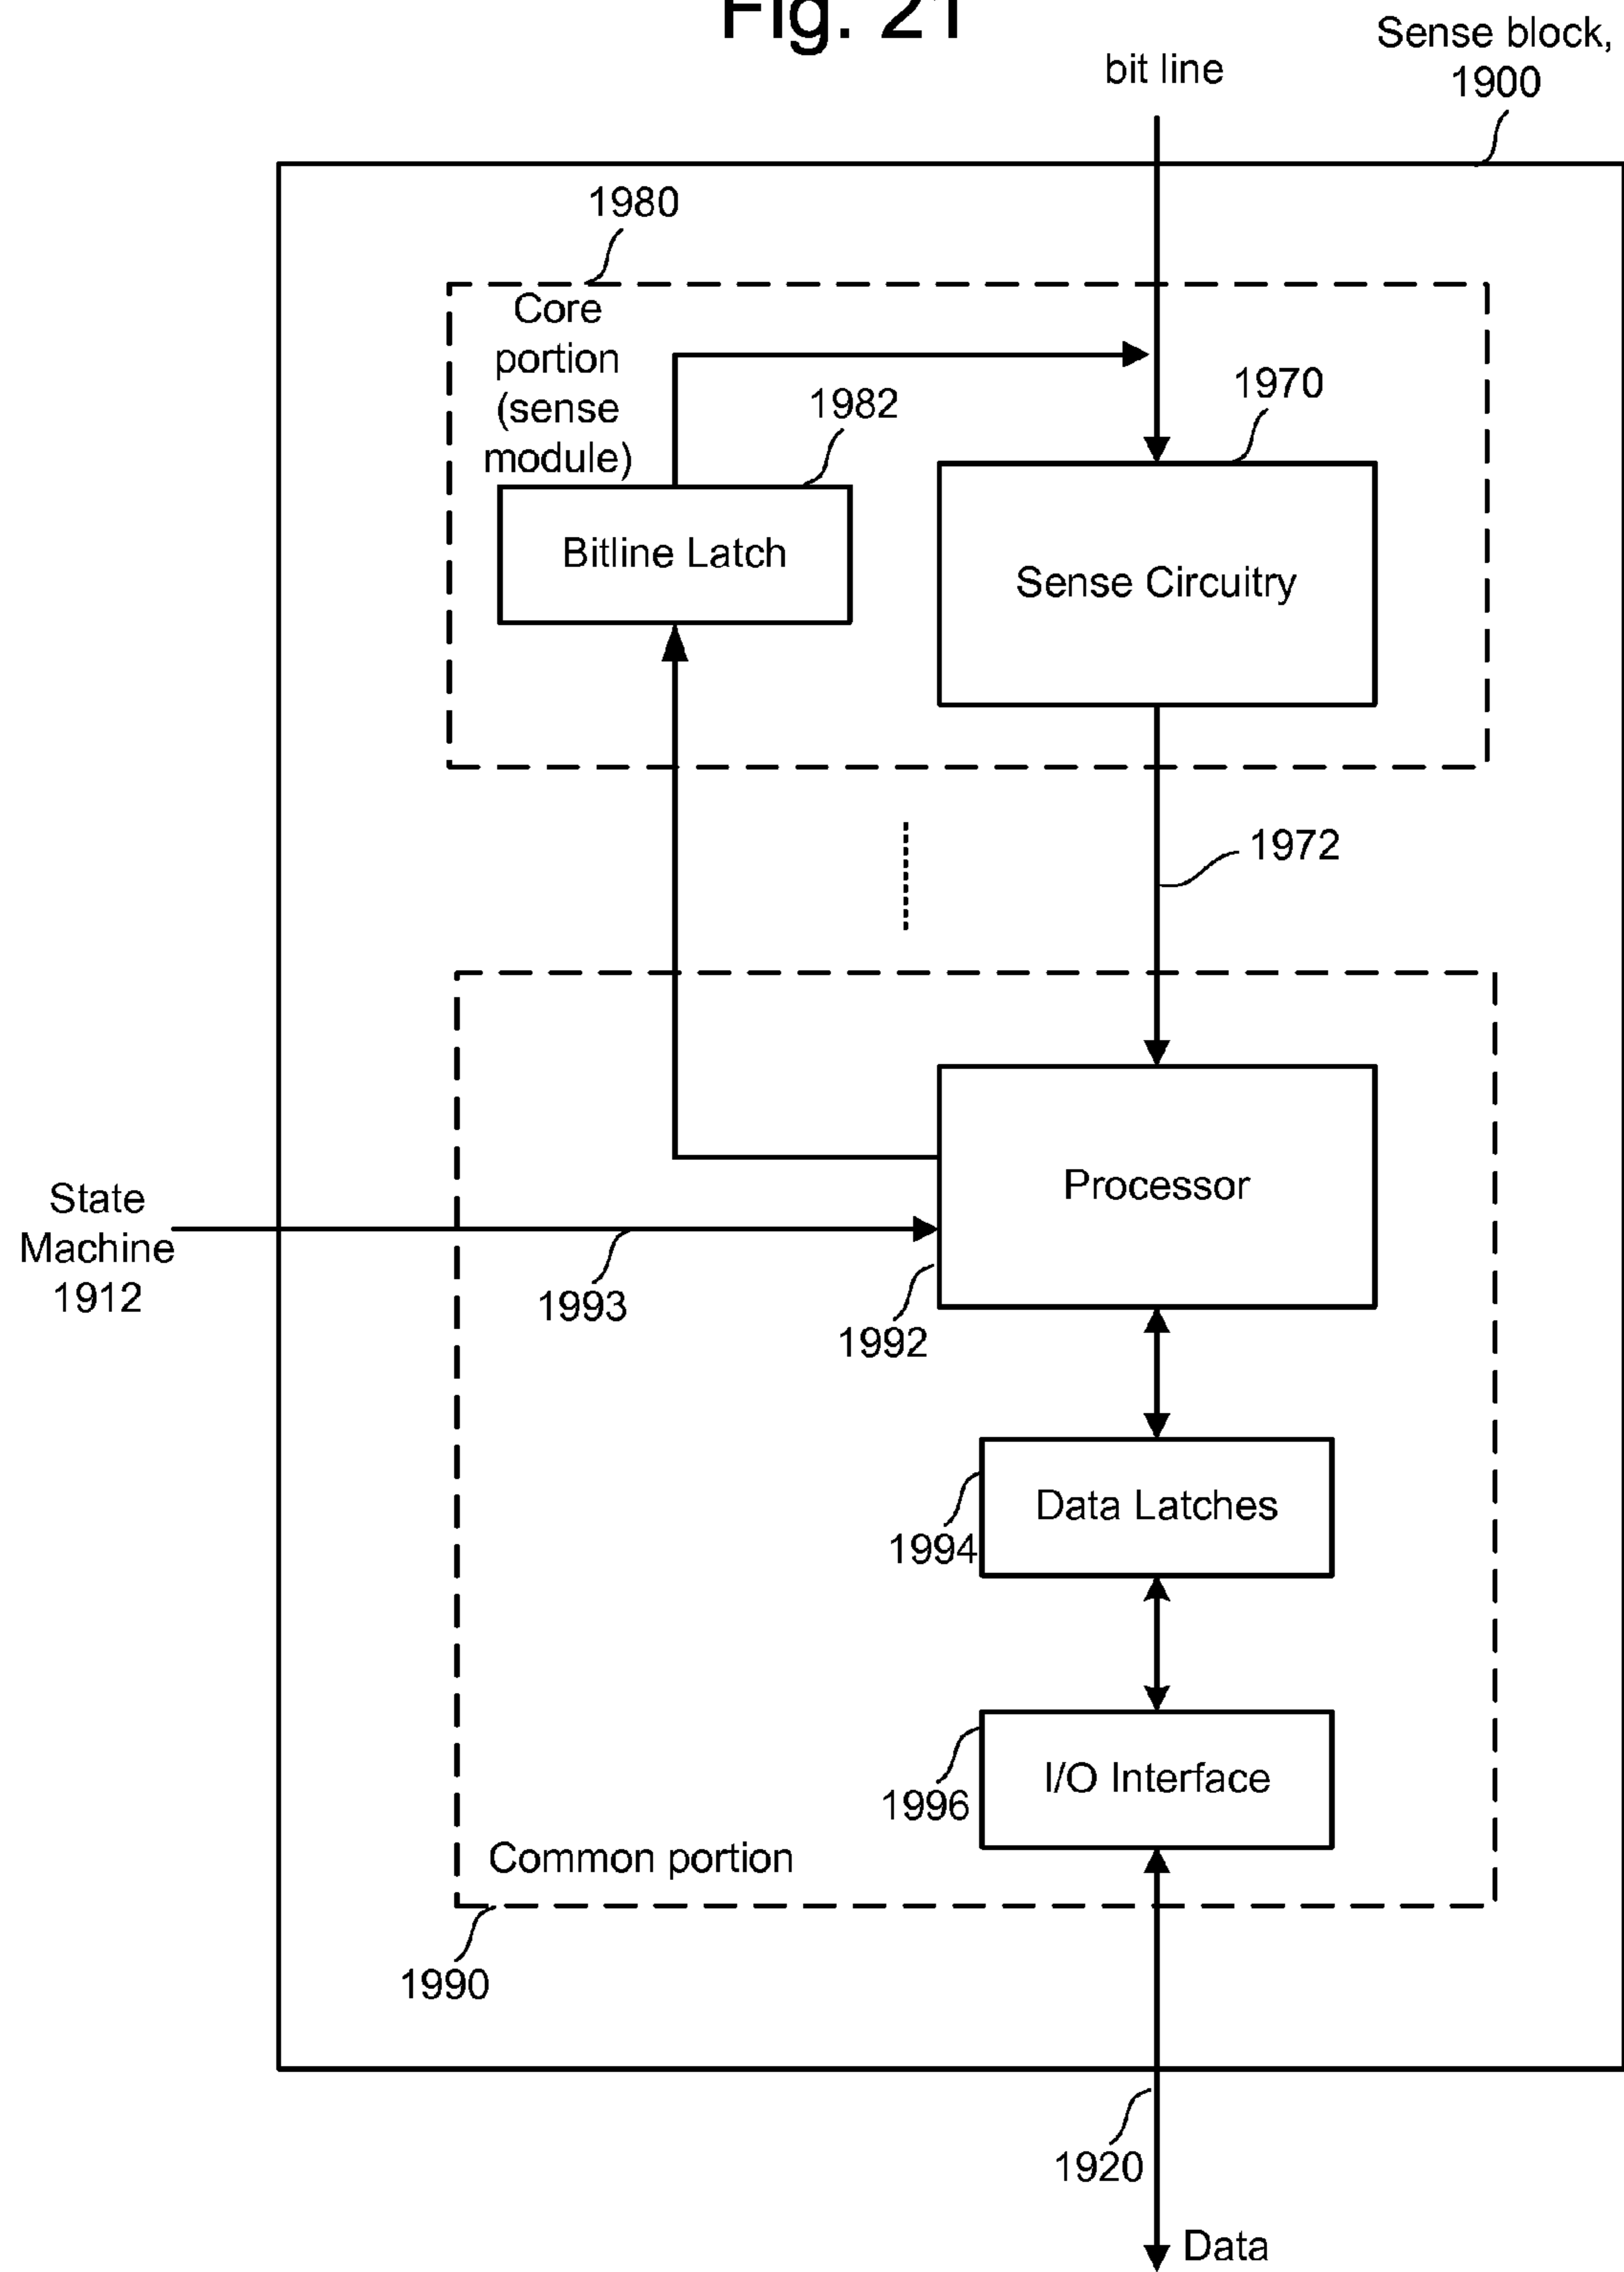 Fig. 21
Sense block,
1900
bit line
1980
Core
portion
(sense
module)
1982
1970
Bitline Latch
Sense Circuitry
1972
Processor
State
Machine
1912
1993
1992
Data Latches
1994
I/O Interface
1996
Common portion
1990
1920
Data